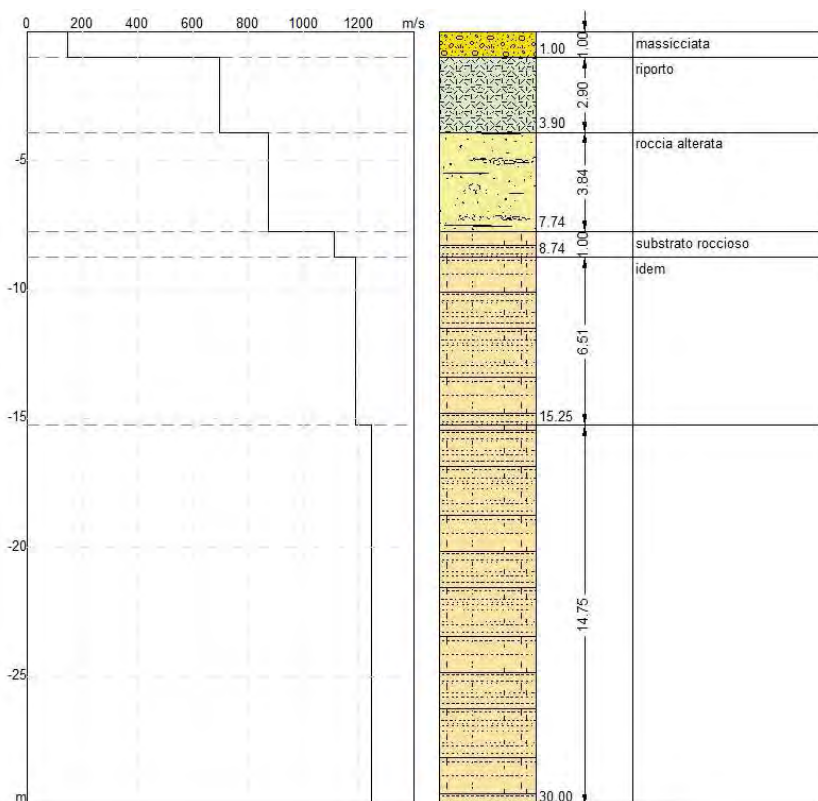 0 200 400 600 800 1000 1200 m/s
1.00 1.00 massicciata
riporto
2.90
3.90
roccia alterata
-5
3.84
7.74
8.74 1.00 substrato roccioso
idem
-10
6.51
15.25
-15
-20
14.75
-25
m 30.00